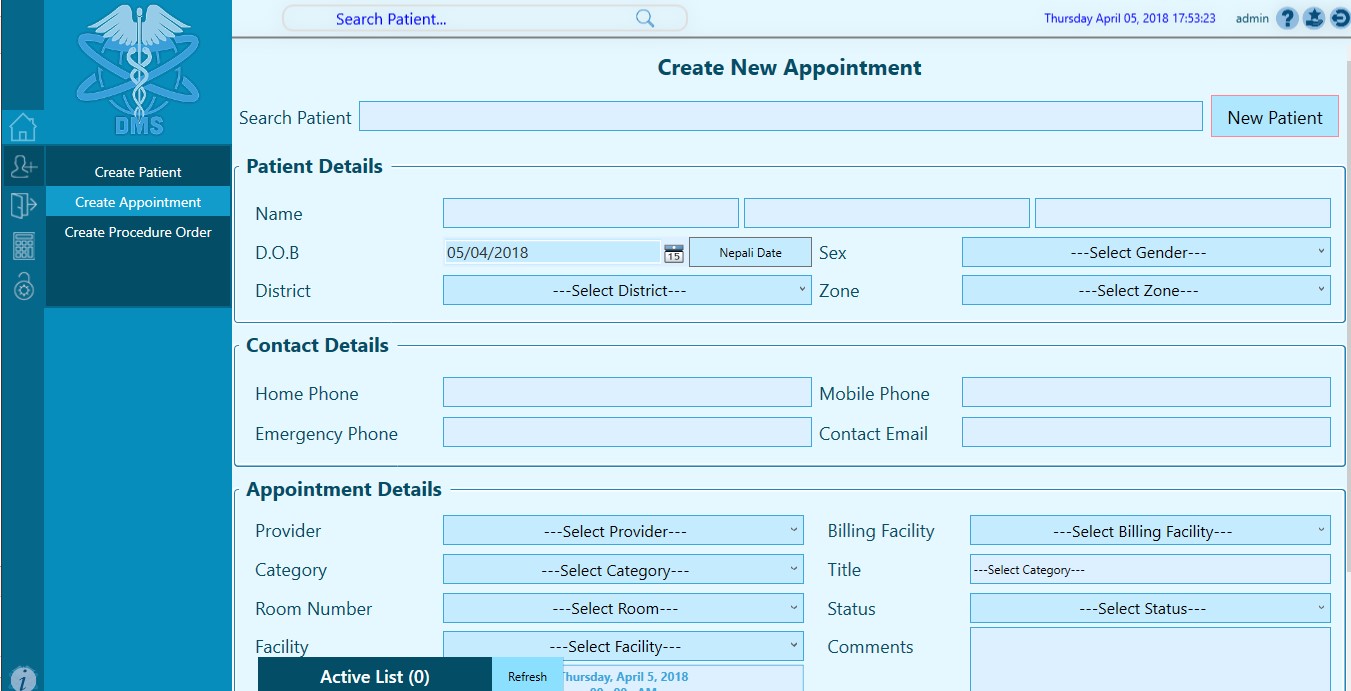 Search Patient...
Thursday April 05, 2018 17:53:23
admin
?
DMS
Create Patient
Create Appointment
Create Procedure Order
i
Create New Appointment
Search Patient
New Patient
Patient Details
Name
D.O.B 05/04/2018 15 Nepali Date Sex ---Select Gender---
District ---Select District--- Zone ---Select Zone---
Contact Details
Home Phone Mobile Phone
Emergency Phone Contact Email
Appointment Details
Provider ---Select Provider--- Billing Facility ---Select Billing Facility---
Category ---Select Category--- Title ---Select Category---
Room Number ---Select Room--- Status ---Select Status---
Facility ---Select Facility--- Comments
Active List (0) Refresh Thursday, April 5, 2018